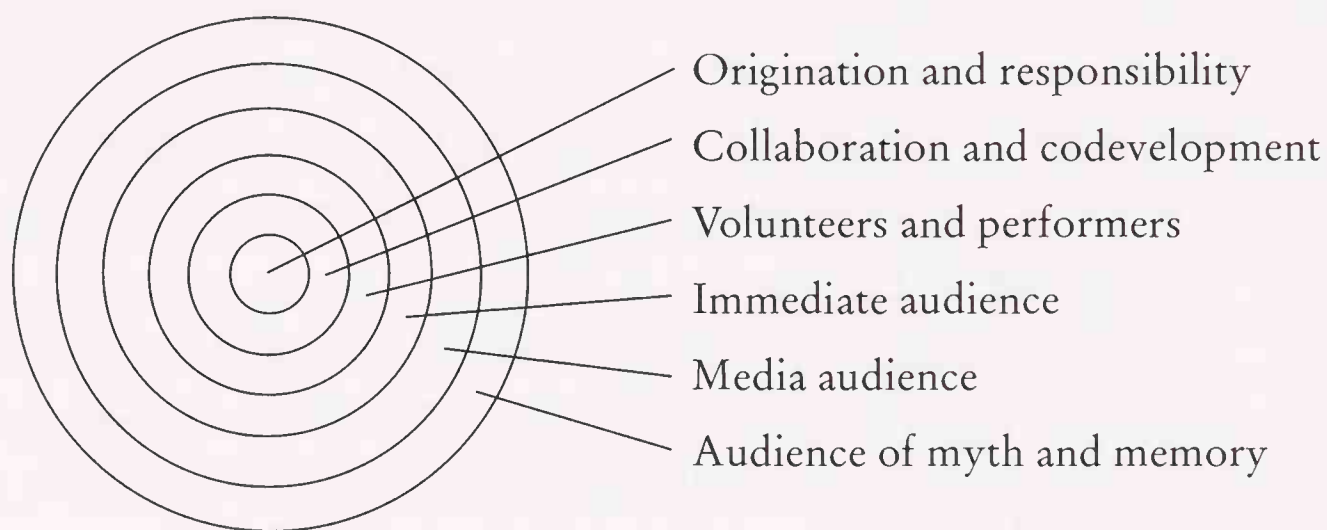 Origination and responsibility
Collaboration and codevelopment
Volunteers and performers
Immediate audience
Media audience
Audience of myth and memory